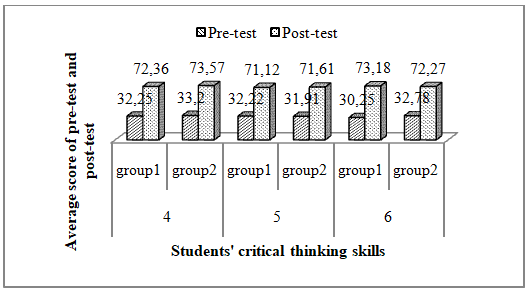 Pre-test Post-test
Average score of pre-test and
post-test
72,36 73,57 71,12 71,61 73,18 72,27
32,25 33,2 32,22 31,91 30,25 32,78
group1 group2 group1 group2 group1 group2
4 5 6
Students' critical thinking skills